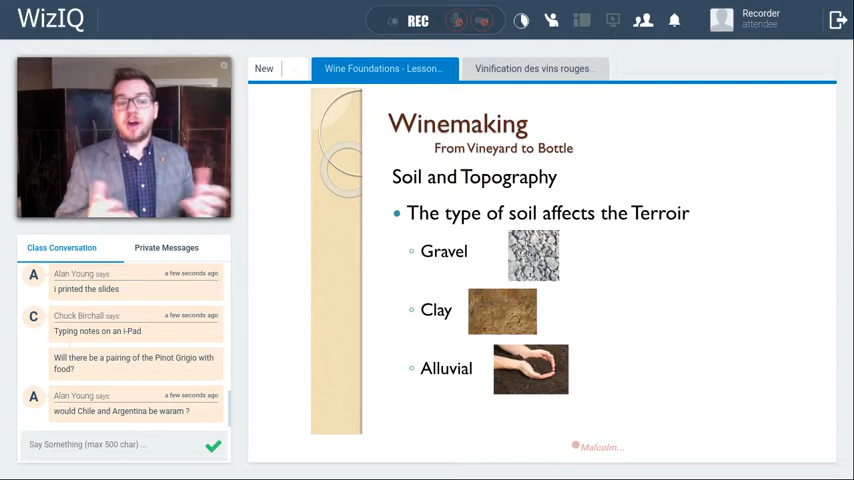 WizIQ
REC
Recorder
attendee
New
Wine Foundations - Lesson...
Vinification des vins rouges...
Winemaking
From Vineyard to Bottle
Soil and Topography
The type of soil affects the Terroir
Gravel
Clay
Alluvial
Malcolm...
Class Conversation
Private Messages
A
Alan Young says:
a few seconds ago
i printed the slides
C
Chuck Birchall says:
a few seconds ago
Typing notes on an i-Pad
Will there be a pairing of the Pinot Grigio with
food?
A
Alan Young says:
a few seconds ago
would Chile and Argentina be waram ?
Say Something (max 500 char) ...